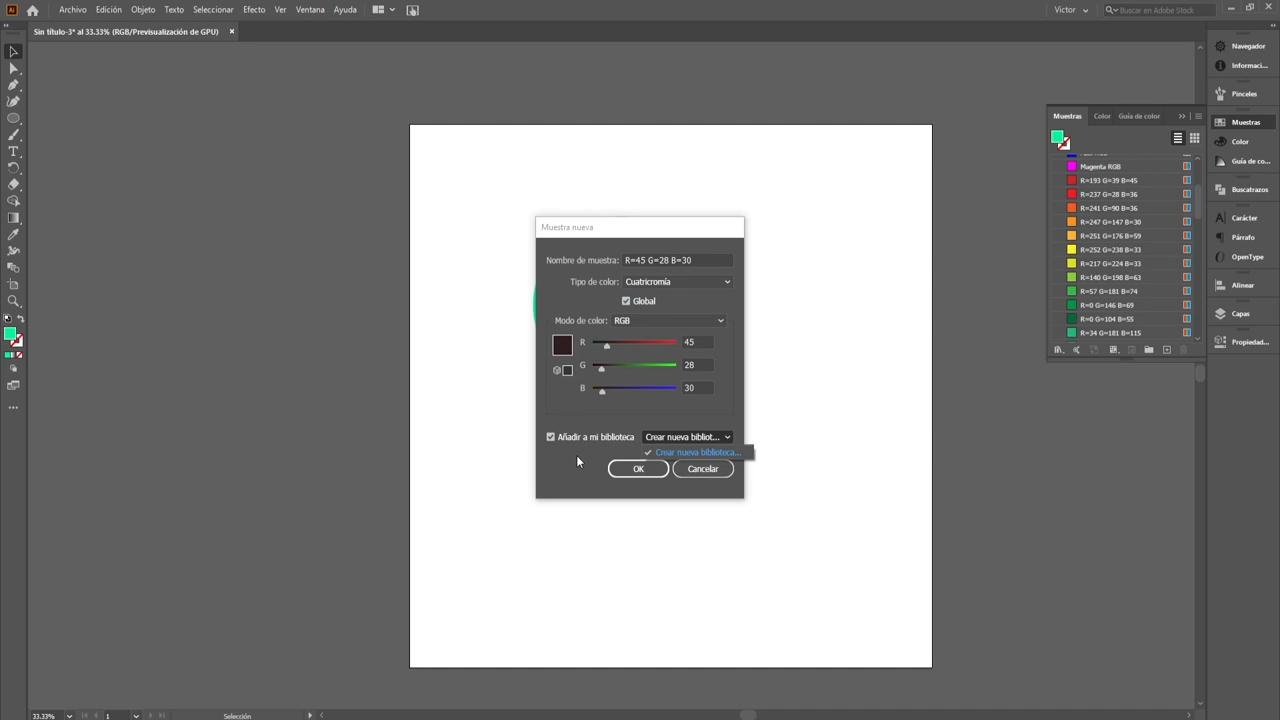 Ai Archivo Edición Objeto Texto Seleccionar Efecto Ver Ventana Ayuda Victor Buscar en Adobe Stock
Sin título-3* al 33.33% (RGB/Previsualización de GPU) ×
Muestra nueva
Nombre de muestra: R=45 G=28 B=30
Tipo de color: Cuatricromía
Global
Modo de color: RGB
R 45
G 28
B 30
Añadir a mi biblioteca Crear nueva bibliot...
Crear nueva biblioteca...
OK Cancelar
Muestras Color Guía de color
Magenta RGB
R=193 G=39 B=45
R=237 G=28 B=36
R=241 G=90 B=36
R=247 G=147 B=30
R=251 G=176 B=59
R=252 G=238 B=33
R=217 G=224 B=33
R=140 G=198 B=63
R=57 G=181 B=74
R=0 G=146 B=69
R=0 G=104 B=55
R=34 G=181 B=115
Navegador
Informaci...
Pinceles
Muestras
Color
Guía de co...
Buscatrazos
Carácter
Párrafo
OpenType
Alinear
Capas
Propiedad...
33.33% 1 Selección